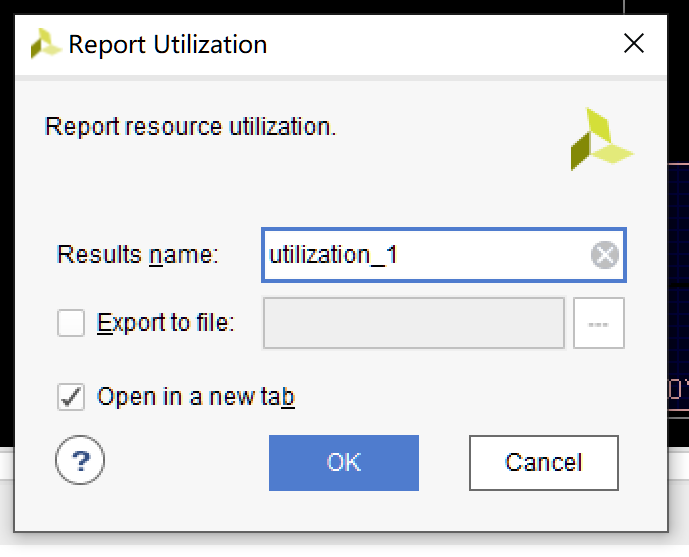 Report Utilization
Report resource utilization.
Results name: utilization_1
Export to file: ---
Open in a new tab
? OK Cancel